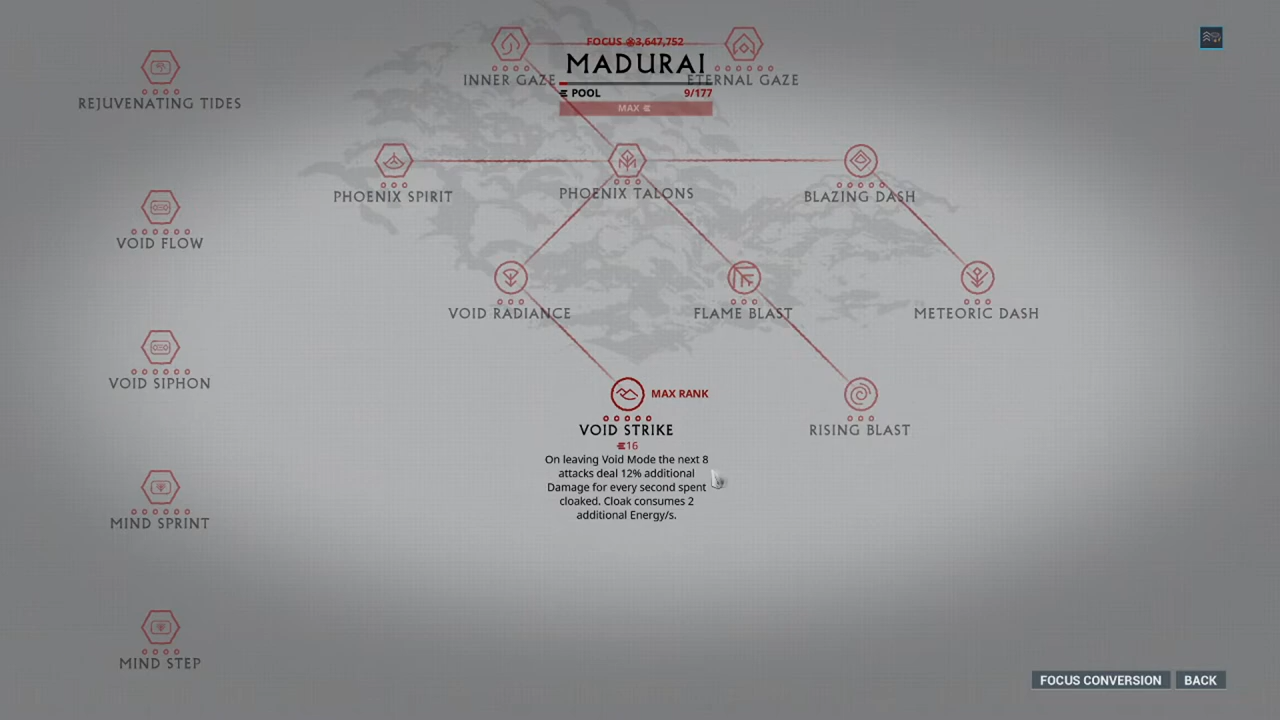 FOCUS 3,647,752
MADURAI
POOL 9/177
MAX
INNER GAZE
ETERNAL GAZE
REJUVENATING TIDES
PHOENIX SPIRIT
PHOENIX TALONS
BLAZING DASH
VOID FLOW
VOID RADIANCE
FLAME BLAST
METEORIC DASH
VOID SIPHON
MAX RANK
VOID STRIKE
RISING BLAST
16
On leaving Void Mode the next 8
attacks deal 12% additional
Damage for every second spent
cloaked. Cloak consumes 2
additional Energy/s.
MIND SPRINT
MIND STEP
FOCUS CONVERSION
BACK